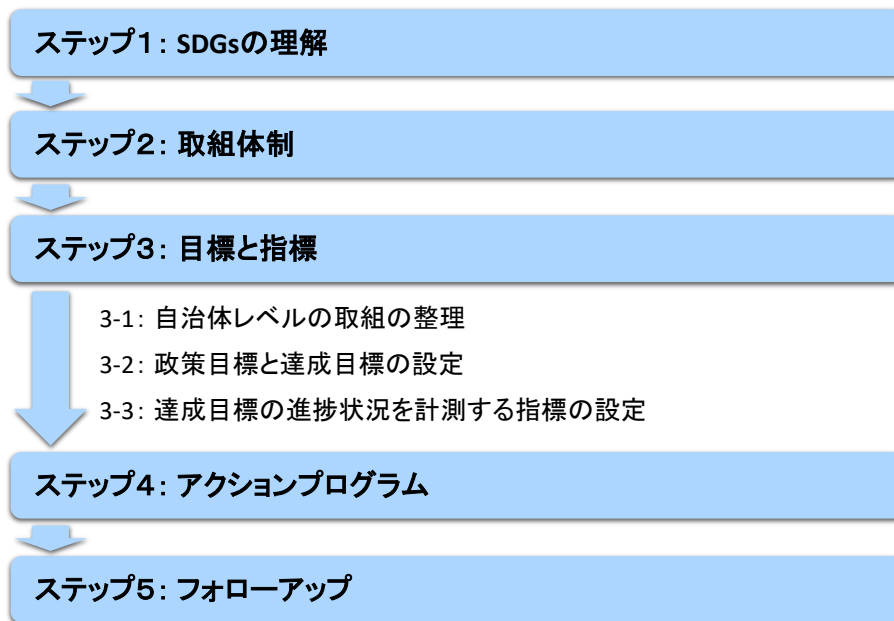 ステップ1: SDGsの理解
ステップ2: 取組体制
ステップ3: 目標と指標
3-1: 自治体レベルの取組の整理
3-2: 政策目標と達成目標の設定
3-3: 達成目標の進捗状況を計測する指標の設定
ステップ4: アクションプログラム
ステップ5: フォローアップ